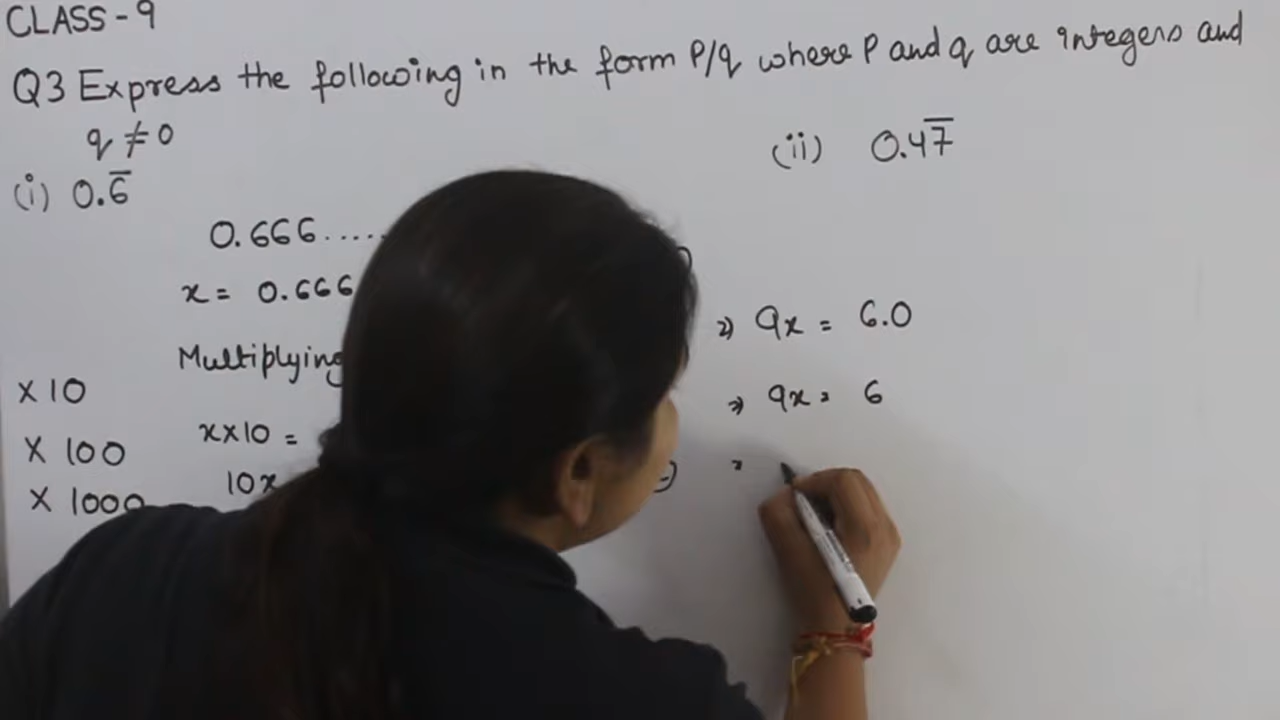 CLASS - 9
Q3 Express the following in the form P/q where P and q are integers and
q ≠ 0
(i) 0.6̅
(ii) 0.47̅
0.666....
x = 0.666
Multiplying
x x 10 =
10x
X 10
X 100
X 1000
⇒ 9x = 6.0
⇒ 9x = 6